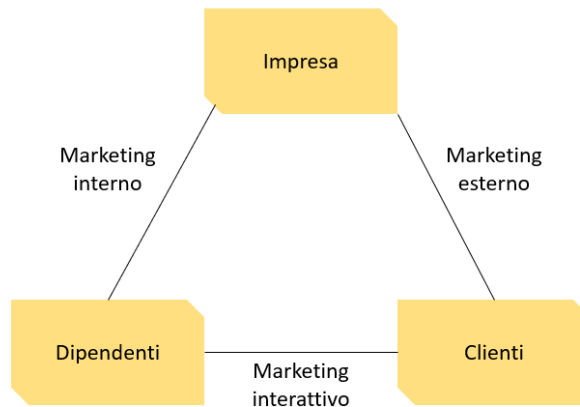 Impresa
Marketing
interno
Marketing
esterno
Dipendenti
Clienti
Marketing
interattivo